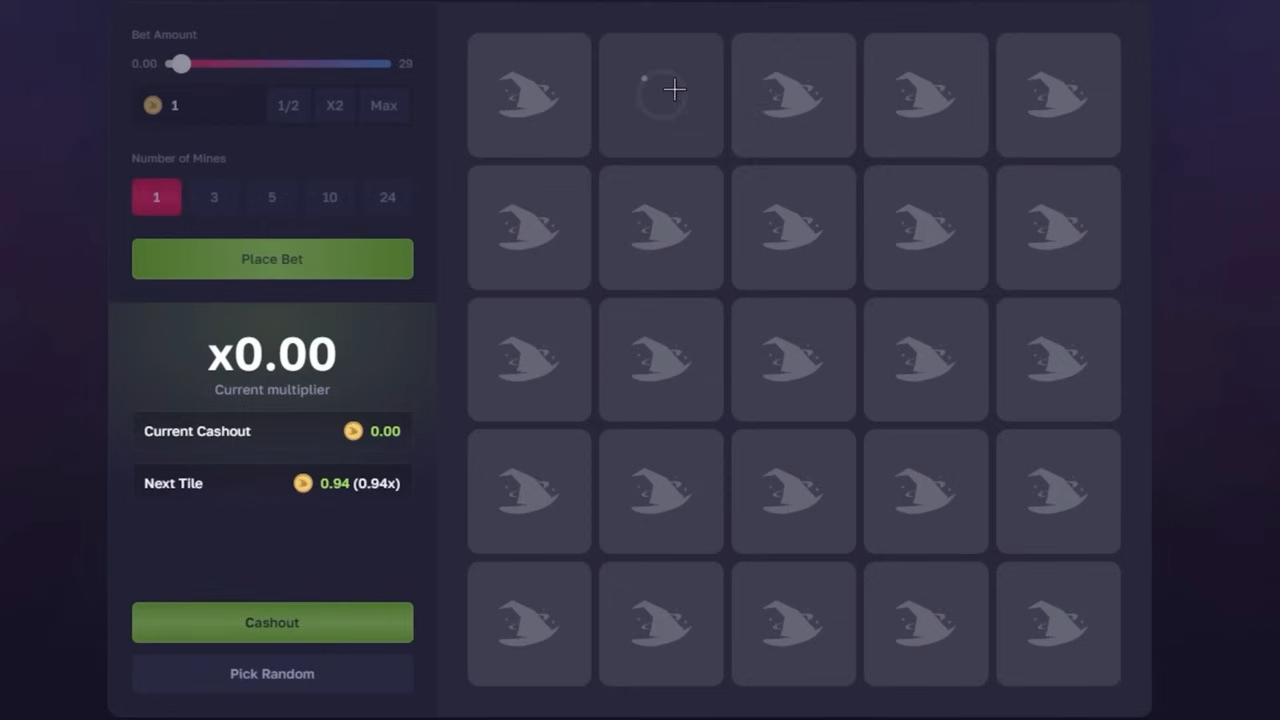 Bet Amount
0.00 29
1 1/2 X2 Max
Number of Mines
1 3 5 10 24
Place Bet
x0.00
Current multiplier
Current Cashout 0.00
Next Tile 0.94 (0.94x)
Cashout
Pick Random